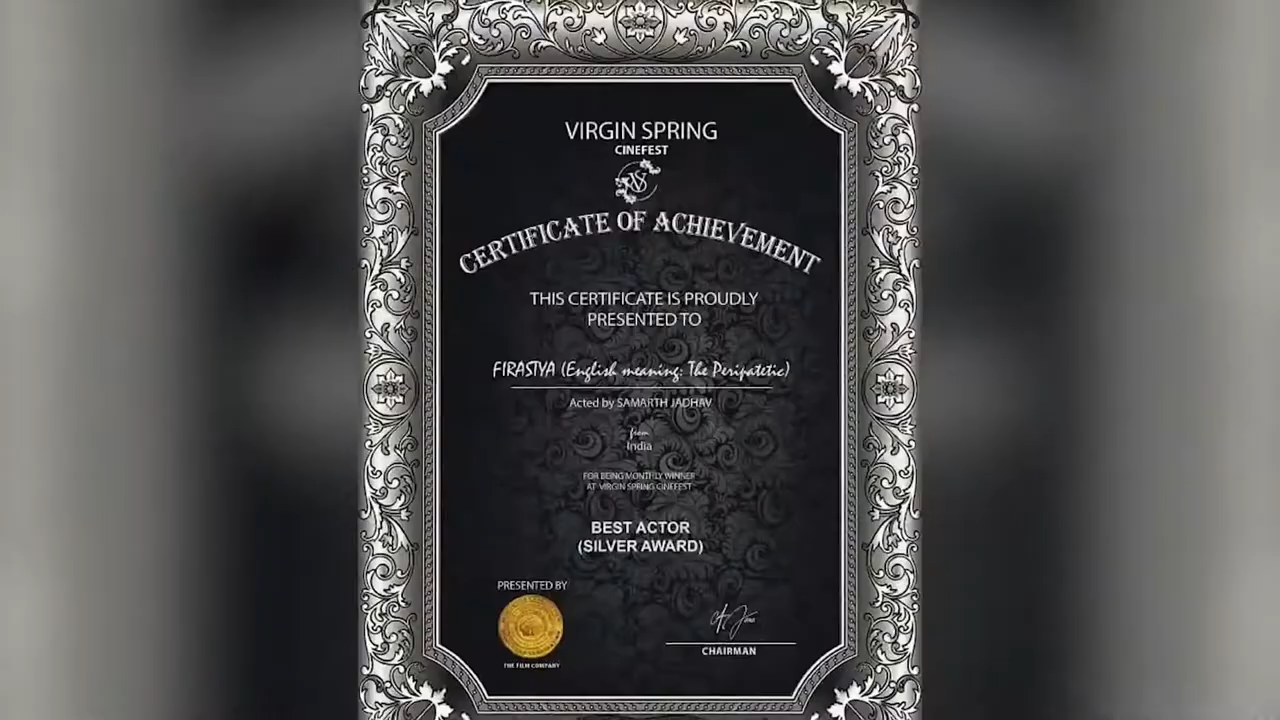 VIRGIN SPRING
CINEFEST
CERTIFICATE OF ACHIEVEMENT
THIS CERTIFICATE IS PROUDLY
PRESENTED TO
FIRASTYA (English meaning: The Peripatetic)
Acted by SAMARTH JADHAV
from
India
FOR BEING MONTHLY WINNER
AT VIRGIN SPRING CINEFEST
BEST ACTOR
(SILVER AWARD)
PRESENTED BY
THE FILM COMPANY
CHAIRMAN